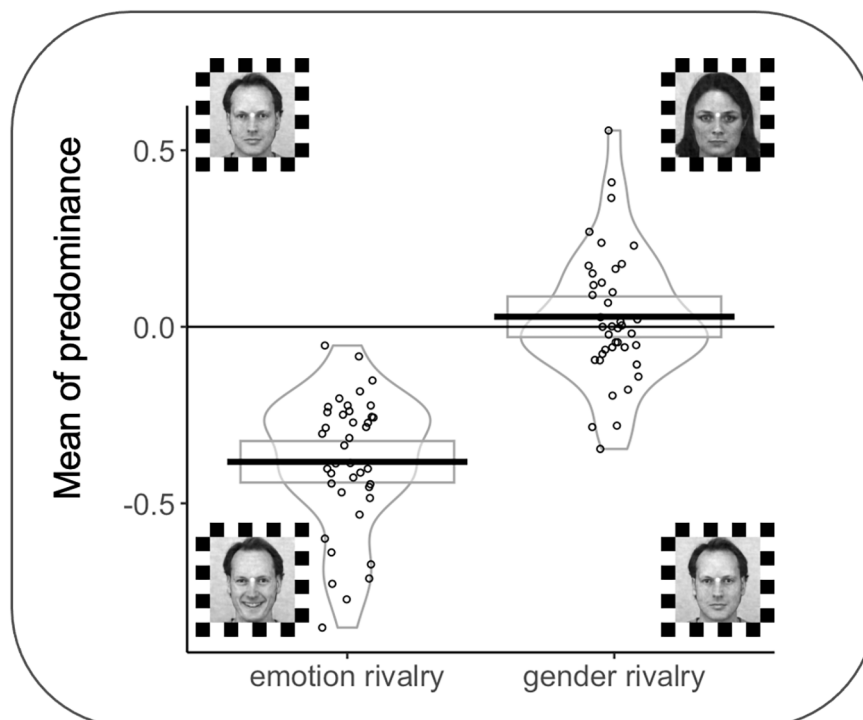 Mean of predominance
0.5
0.0
-0.5
emotion rivalry
gender rivalry